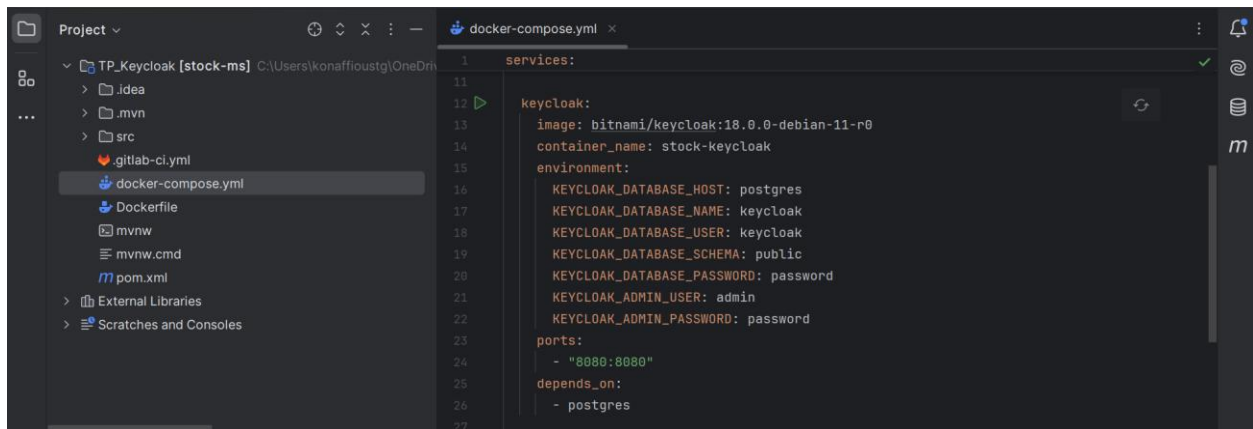 Project
TP_Keycloak [stock-ms] C:\Users\konaffioustg\OneDriv
.idea
.mvn
src
.gitlab-ci.yml
docker-compose.yml
Dockerfile
mvnw
mvnw.cmd
m pom.xml
External Libraries
Scratches and Consoles
docker-compose.yml
1 services:
11
12 keycloak:
13 image: bitnami/keycloak:18.0.0-debian-11-r0
14 container_name: stock-keycloak
15 environment:
16 KEYCLOAK_DATABASE_HOST: postgres
17 KEYCLOAK_DATABASE_NAME: keycloak
18 KEYCLOAK_DATABASE_USER: keycloak
19 KEYCLOAK_DATABASE_SCHEMA: public
20 KEYCLOAK_DATABASE_PASSWORD: password
21 KEYCLOAK_ADMIN_USER: admin
22 KEYCLOAK_ADMIN_PASSWORD: password
23 ports:
24 - "8080:8080"
25 depends_on:
26 - postgres
27
m